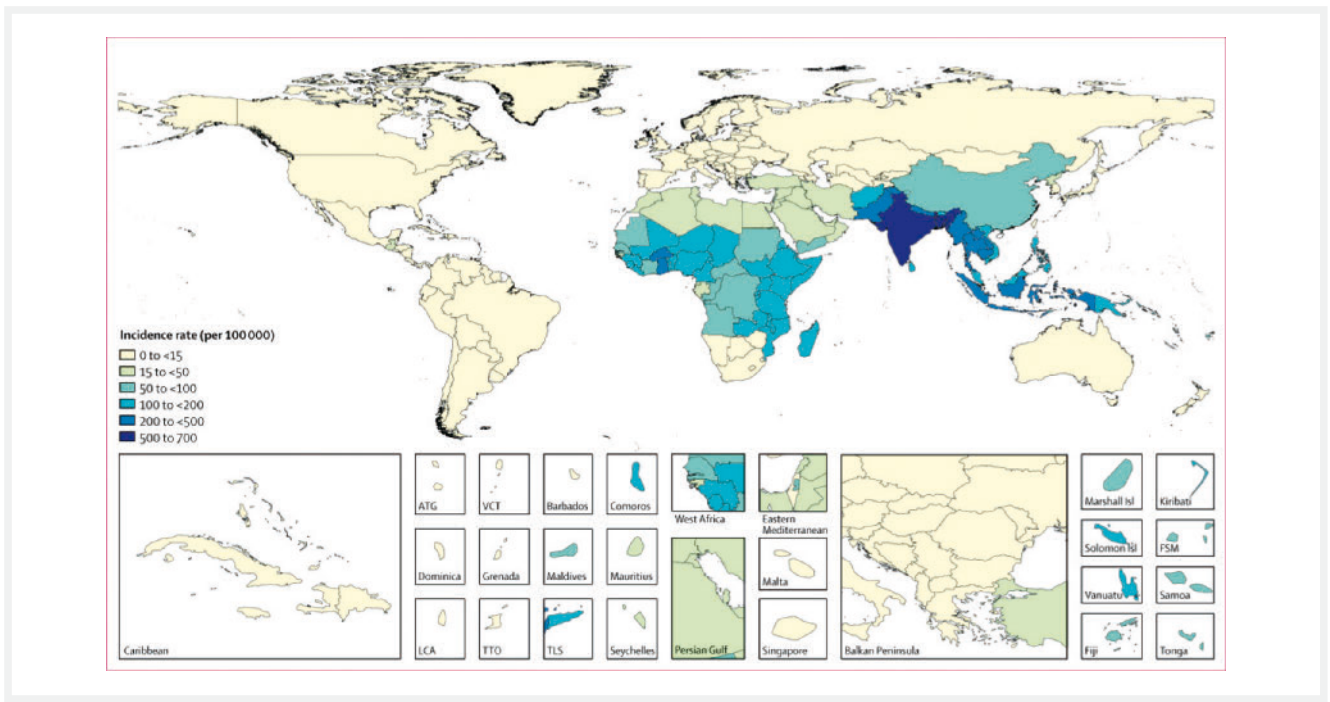 Incidence rate (per 100 000)
0 to <15
15 to <50
50 to <100
100 to <200
200 to <500
500 to 700
Caribbean
ATG
VCT
Barbados
Comoros
West Africa
Eastern
Mediterranean
Dominica
Grenada
Maldives
Mauritius
Persian Gulf
Malta
LCA
TTO
TLS
Seychelles
Singapore
Balkan Peninsula
Marshall Isl
Kiribati
Solomon Isl
FSM
Vanuatu
Samoa
Fiji
Tonga